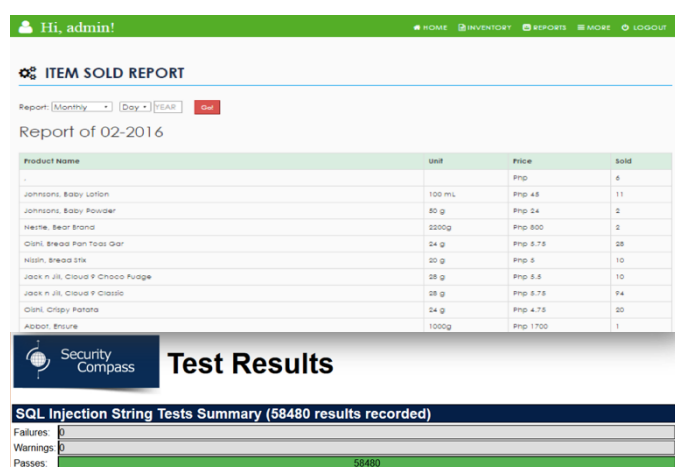 Hi, admin!
HOME INVENTORY REPORTS MORE LOGOUT
ITEM SOLD REPORT
Report: Monthly Day YEAR Go!
Report of 02-2016
Product Name Unit Price Sold
. Php 6
Johnsons, Baby Lotion 100 mL Php 45 11
Johnsons, Baby Powder 50 g Php 24 2
Nestle, Bear Brand 2200g Php 500 2
Oishi, Bread Pan Toas Gar 24 g Php 5.75 28
Nissin, Bread Stix 20 g Php 5 10
Jack n Jill, Cloud 9 Choco Fudge 28 g Php 5.5 10
Jack n Jill, Cloud 9 Classic 28 g Php 5.75 94
Oishi, Crispy Patata 24 g Php 4.75 20
Abbot, Ensure 1000g Php 1700 1
Security Compass
Test Results
SQL Injection String Tests Summary (58480 results recorded)
Failures: 0
Warnings: 0
Passes: 58480